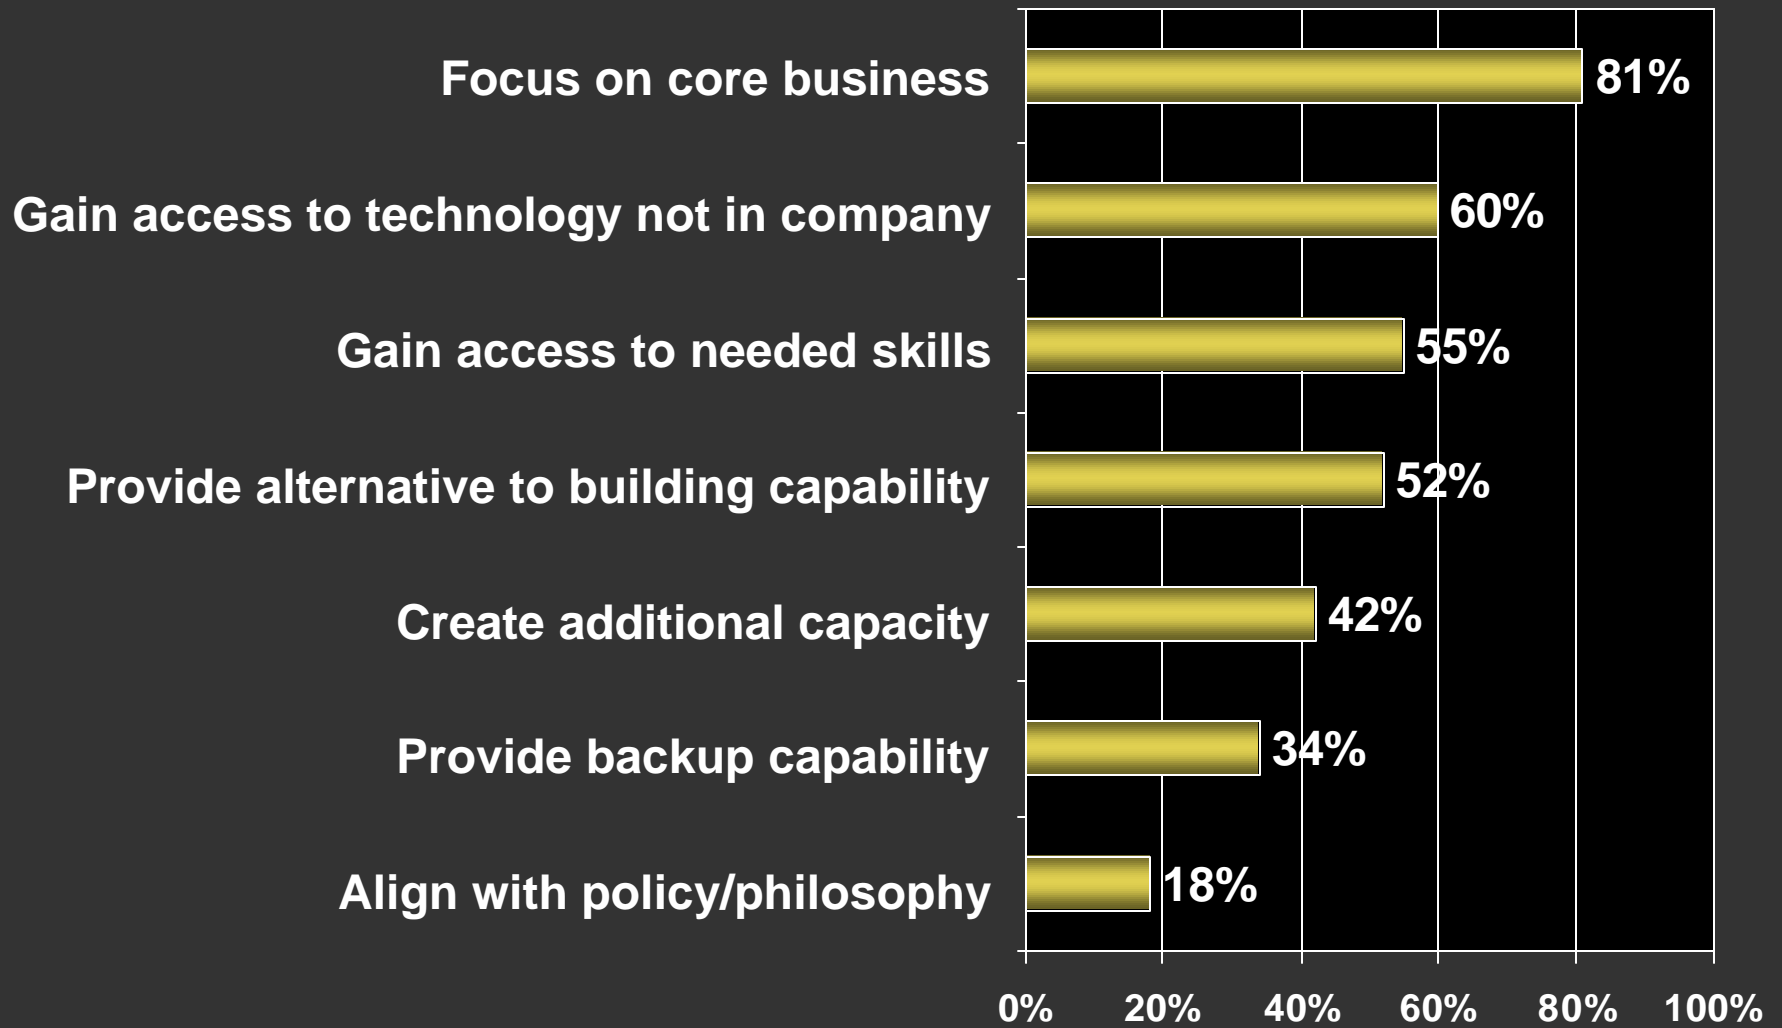 Focus on core business 81%
Gain access to technology not in company 60%
Gain access to needed skills 55%
Provide alternative to building capability 52%
Create additional capacity 42%
Provide backup capability 34%
Align with policy/philosophy 18%
0% 20% 40% 60% 80% 100%